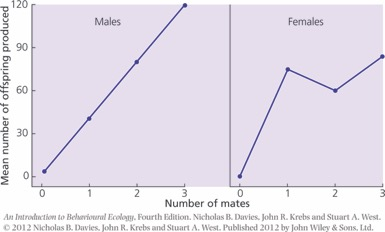 Mean number of offspring produced
120
90
60
30
0
Males
Females
0 1 2 3
0 1 2 3
Number of mates
An Introduction to Behavioural Ecology, Fourth Edition. Nicholas B. Davies, John R. Krebs and Stuart A. West.
© 2012 Nicholas B. Davies, John R. Krebs and Stuart A. West. Published 2012 by John Wiley & Sons, Ltd.